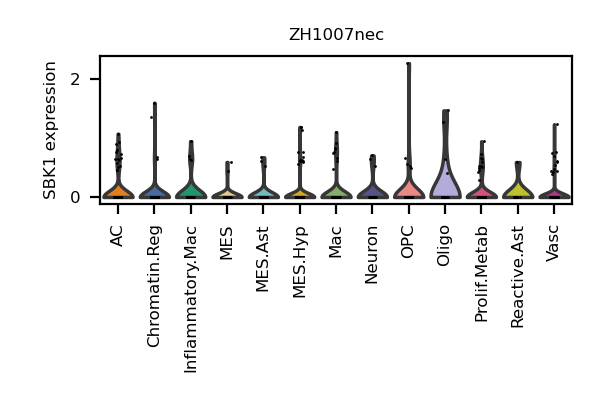 ZH1007nec
SBK1 expression
2
0
AC
Chromatin.Reg
Inflammatory.Mac
MES
MES.Ast
MES.Hyp
Mac
Neuron
OPC
Oligo
Prolif.Metab
Reactive.Ast
Vasc